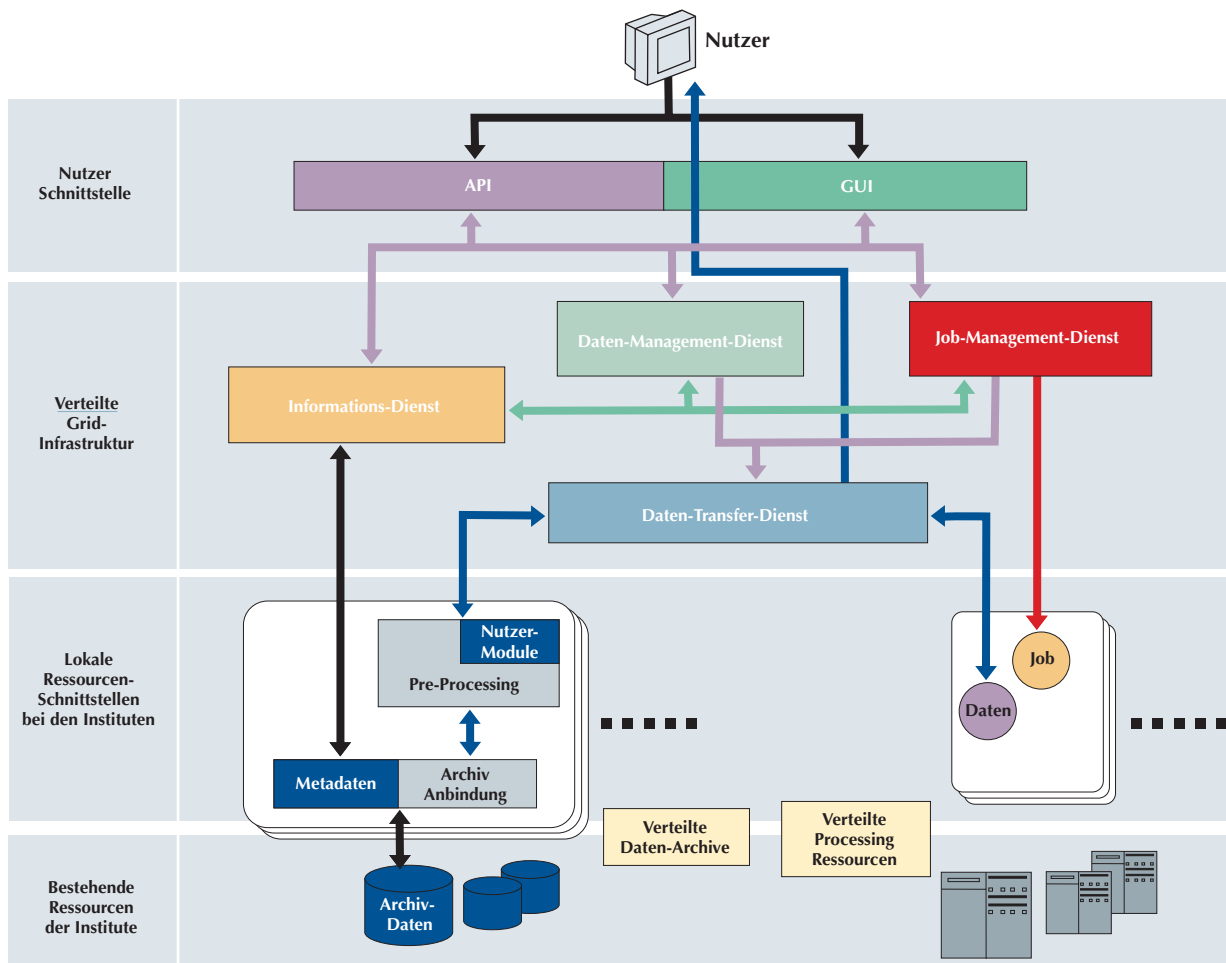 Nutzer
Nutzer
Schnittstelle
API
GUI
Verteilte
Grid-
Infrastruktur
Daten-Management-Dienst
Job-Management-Dienst
Informations-Dienst
Daten-Transfer-Dienst
Lokale
Ressourcen-
Schnittstellen
bei den Instituten
Nutzer-
Module
Pre-Processing
Metadaten
Archiv
Anbindung
Job
Daten
Verteilte
Daten-Archive
Verteilte
Processing
Ressourcen
Bestehende
Ressourcen
der Institute
Archiv-
Daten